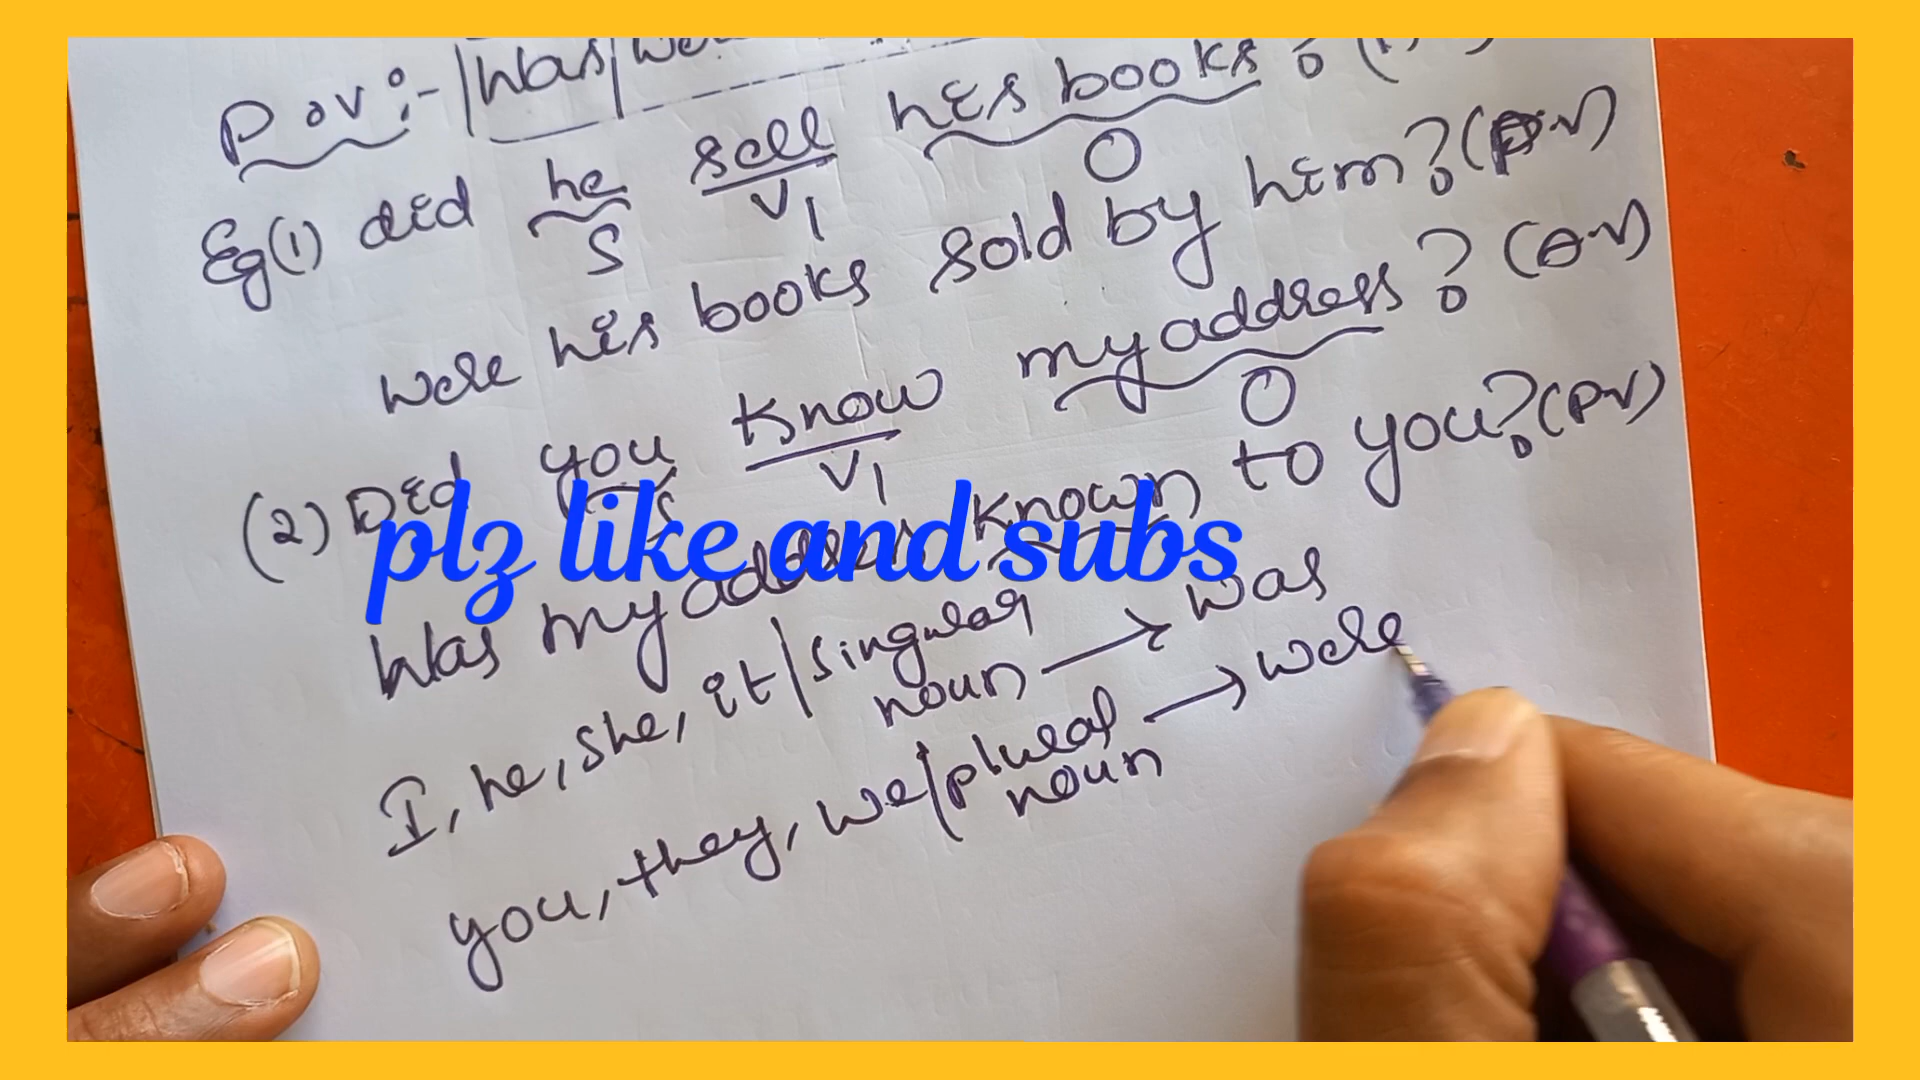 P.V :- |Was|we
Eg(1) did he sell his books ?
S V1 O
were his books sold by him? (P.V)
(2) Did you know my address? (A.V)
S V1 O
Was my address known to you? (P.V)
plz like and subs
I, he, she, it/singular noun → was
you, they, we/plural noun → were